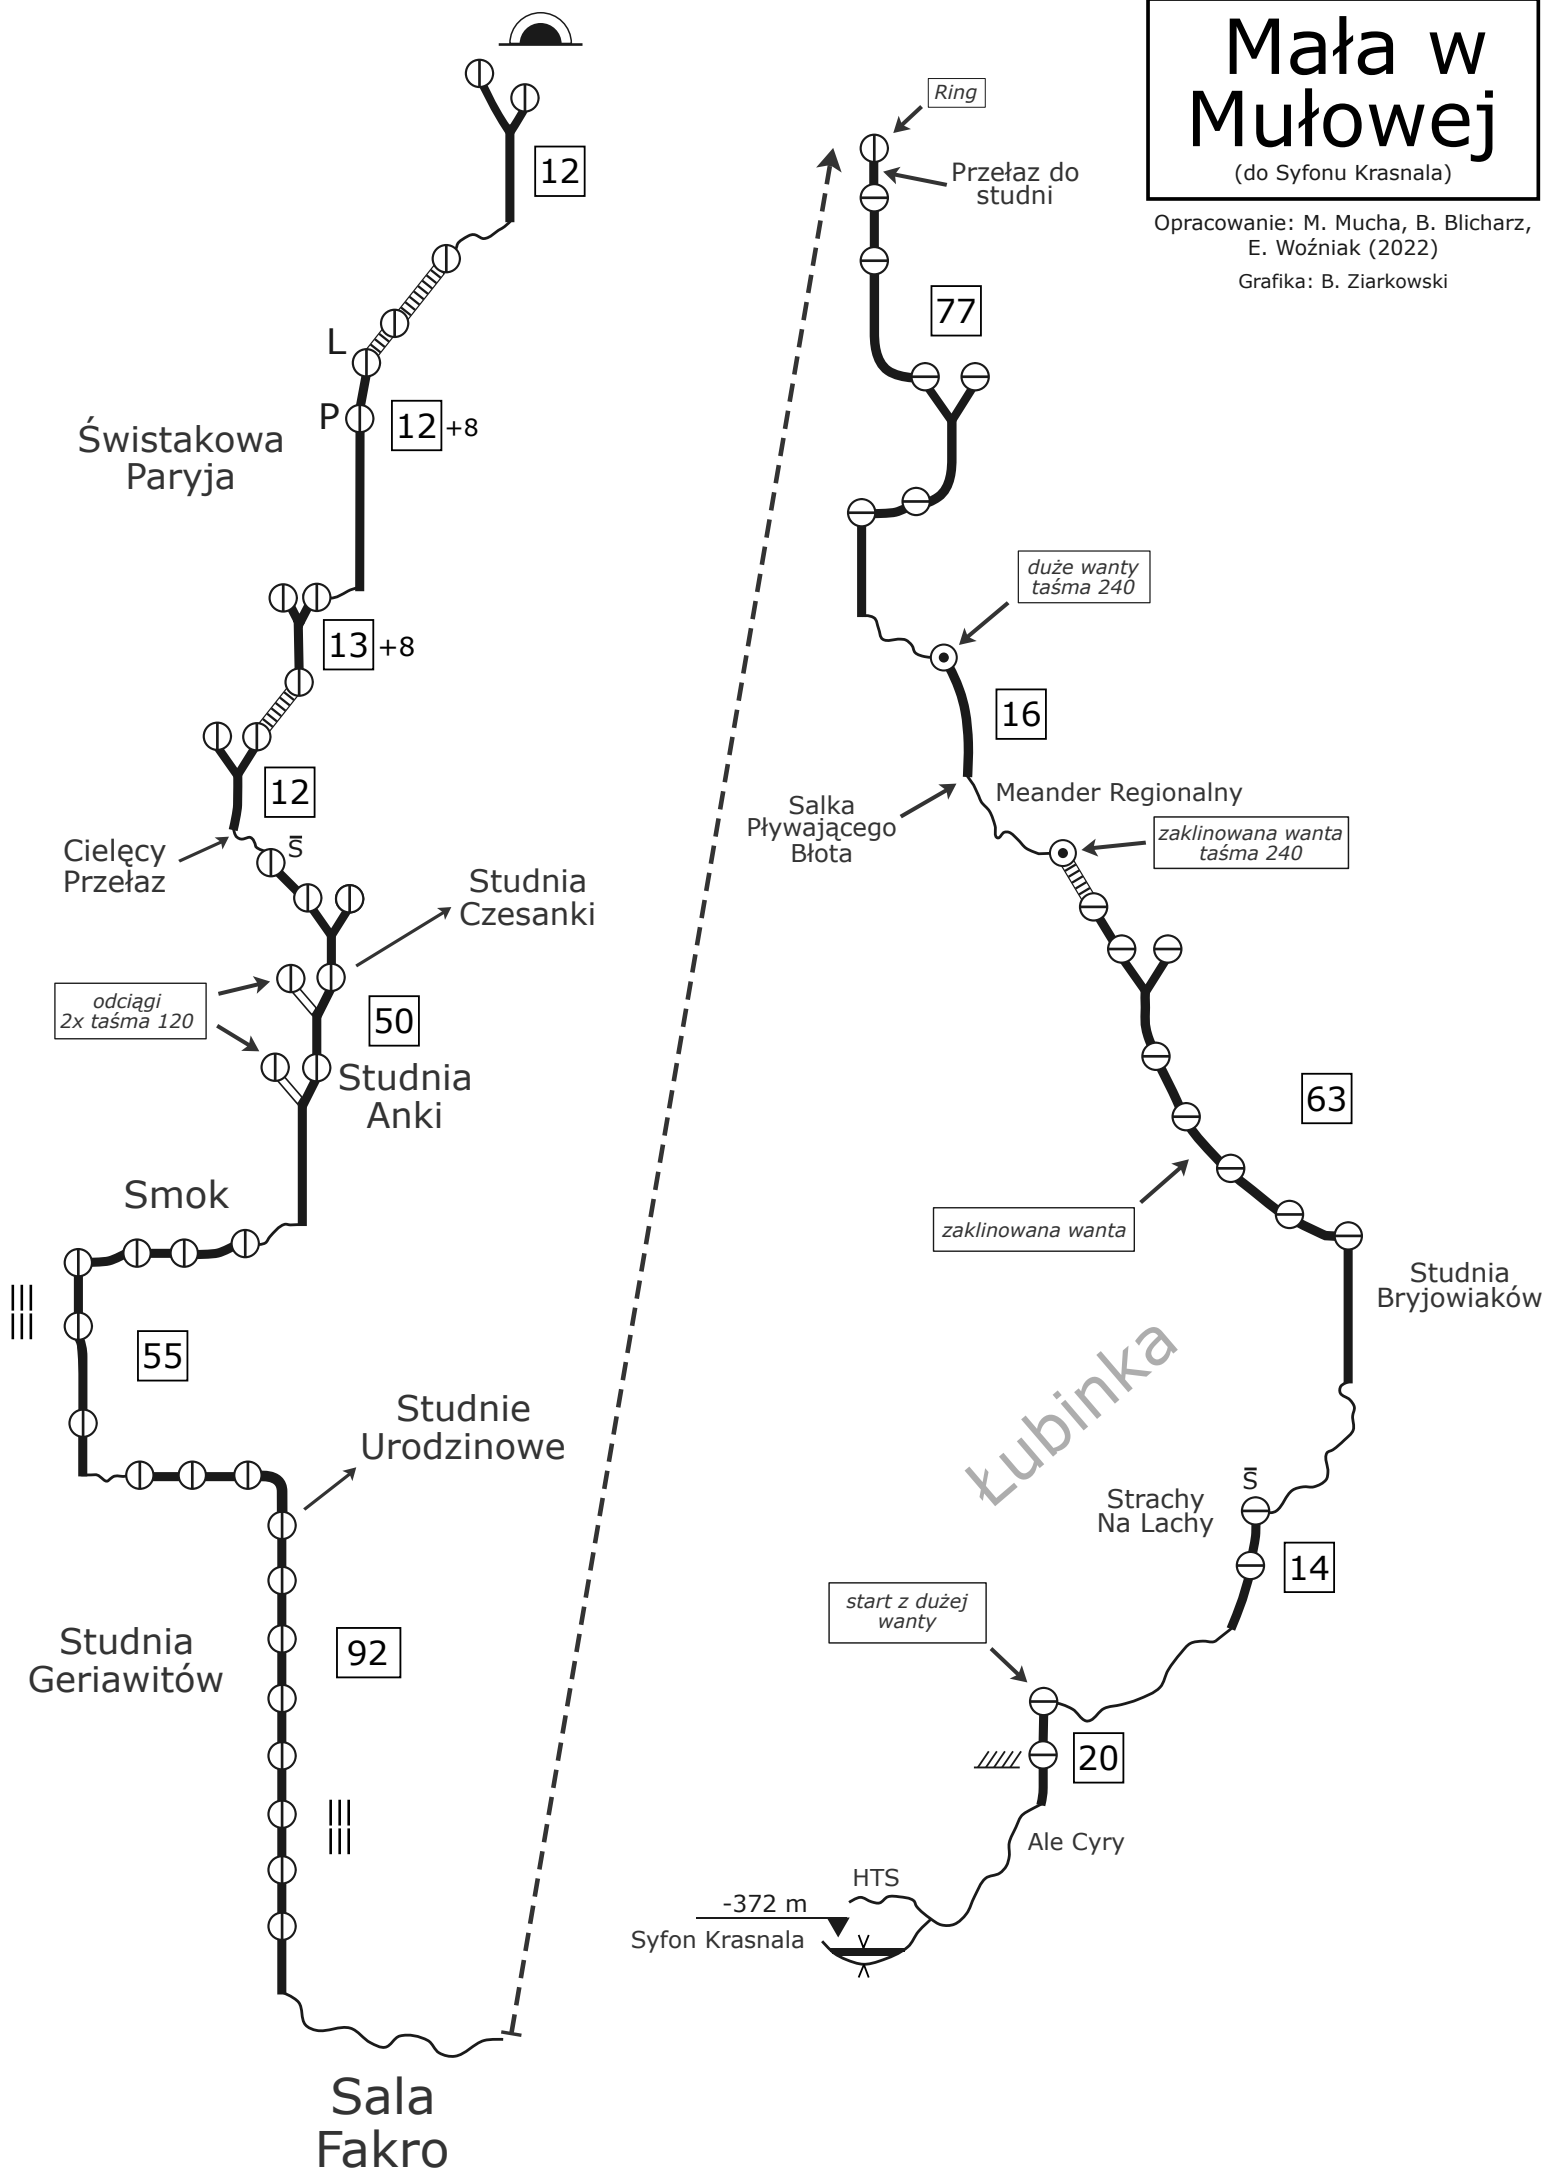 Mała w
Mułowej
(do Syfonu Krasnala)
Opracowanie: M. Mucha, B. Blicharz,
E. Woźniak (2022)
Grafika: B. Ziarkowski
12
L
P
12 +8
Świstakowa
Paryja
13 +8
12
Cielęcy
Przełaz
s̄
Studnia
Czesanki
odciągi
2x taśma 120
50
Studnia
Anki
Smok
55
Studnie
Urodzinowe
92
Studnia
Geriawitów
Sala
Fakro
Ring
Przełaz do
studni
77
duże wanty
taśma 240
16
Salka
Pływającego
Błota
Meander Regionalny
zaklinowana wanta
taśma 240
63
zaklinowana wanta
Studnia
Bryjowiaków
Łubinka
s̄
Strachy
Na Lachy
14
start z dużej
wanty
20
Ale Cyry
HTS
-372 m
Syfon Krasnala